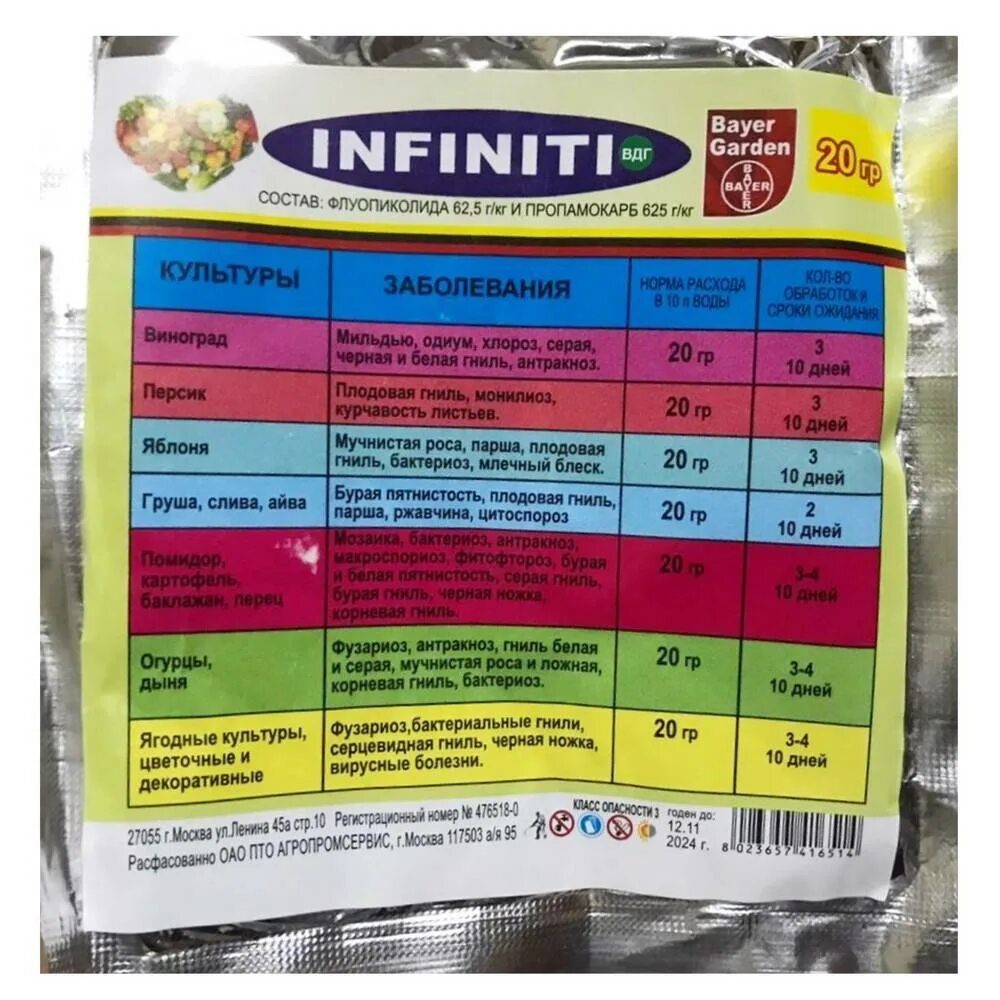 INFINITI ВДГ
Bayer
Garden
BAYER
BAYER
20 гр
СОСТАВ: ФЛУОПИКОЛИДА 62,5 г/кг И ПРОПАМОКАРБ 625 г/кг
КУЛЬТУРЫ
ЗАБОЛЕВАНИЯ
НОРМА РАСХОДА
В 10 л ВОДЫ
КОЛ-ВО
ОБРАБОТОК И
СРОКИ ОЖИДАНИЯ
Виноград
Мильдью, одиум, хлороз, серая,
черная и белая гниль, антракноз.
20 гр
3
10 дней
Персик
Плодовая гниль, монилиоз,
курчавость листьев.
20 гр
3
10 дней
Яблоня
Мучнистая роса, парша, плодовая
гниль, бактериоз, млечный блеск.
20 гр
3
10 дней
Груша, слива, айва
Бурая пятнистость, плодовая гниль,
парша, ржавчина, цитоспороз
20 гр
2
10 дней
Помидор,
картофель,
баклажан, перец
Мозаика, бактериоз, антракноз,
макроспориоз, фитофтороз, бурая
и белая пятнистость, серая гниль,
бурая гниль, черная ножка,
корневая гниль.
20 гр
3-4
10 дней
Огурцы,
дыня
Фузариоз, антракноз, гниль белая
и серая, мучнистая роса и ложная,
корневая гниль, бактериоз.
20 гр
3-4
10 дней
Ягодные культуры,
цветочные и
декоративные
Фузариоз,бактериальные гнили,
серцевидная гниль, черная ножка,
вирусные болезни.
20 гр
3-4
10 дней
27055 г.Москва ул.Ленина 45а стр.10 Регистрационный номер № 476518-0
Расфасованно ОАО ПТО АГРОПРОМСЕРВИС, г.Москва 117503 а/я 95
КЛАСС ОПАСНОСТИ 3
годен до:
12.11
2024 г.
8 023657 416514